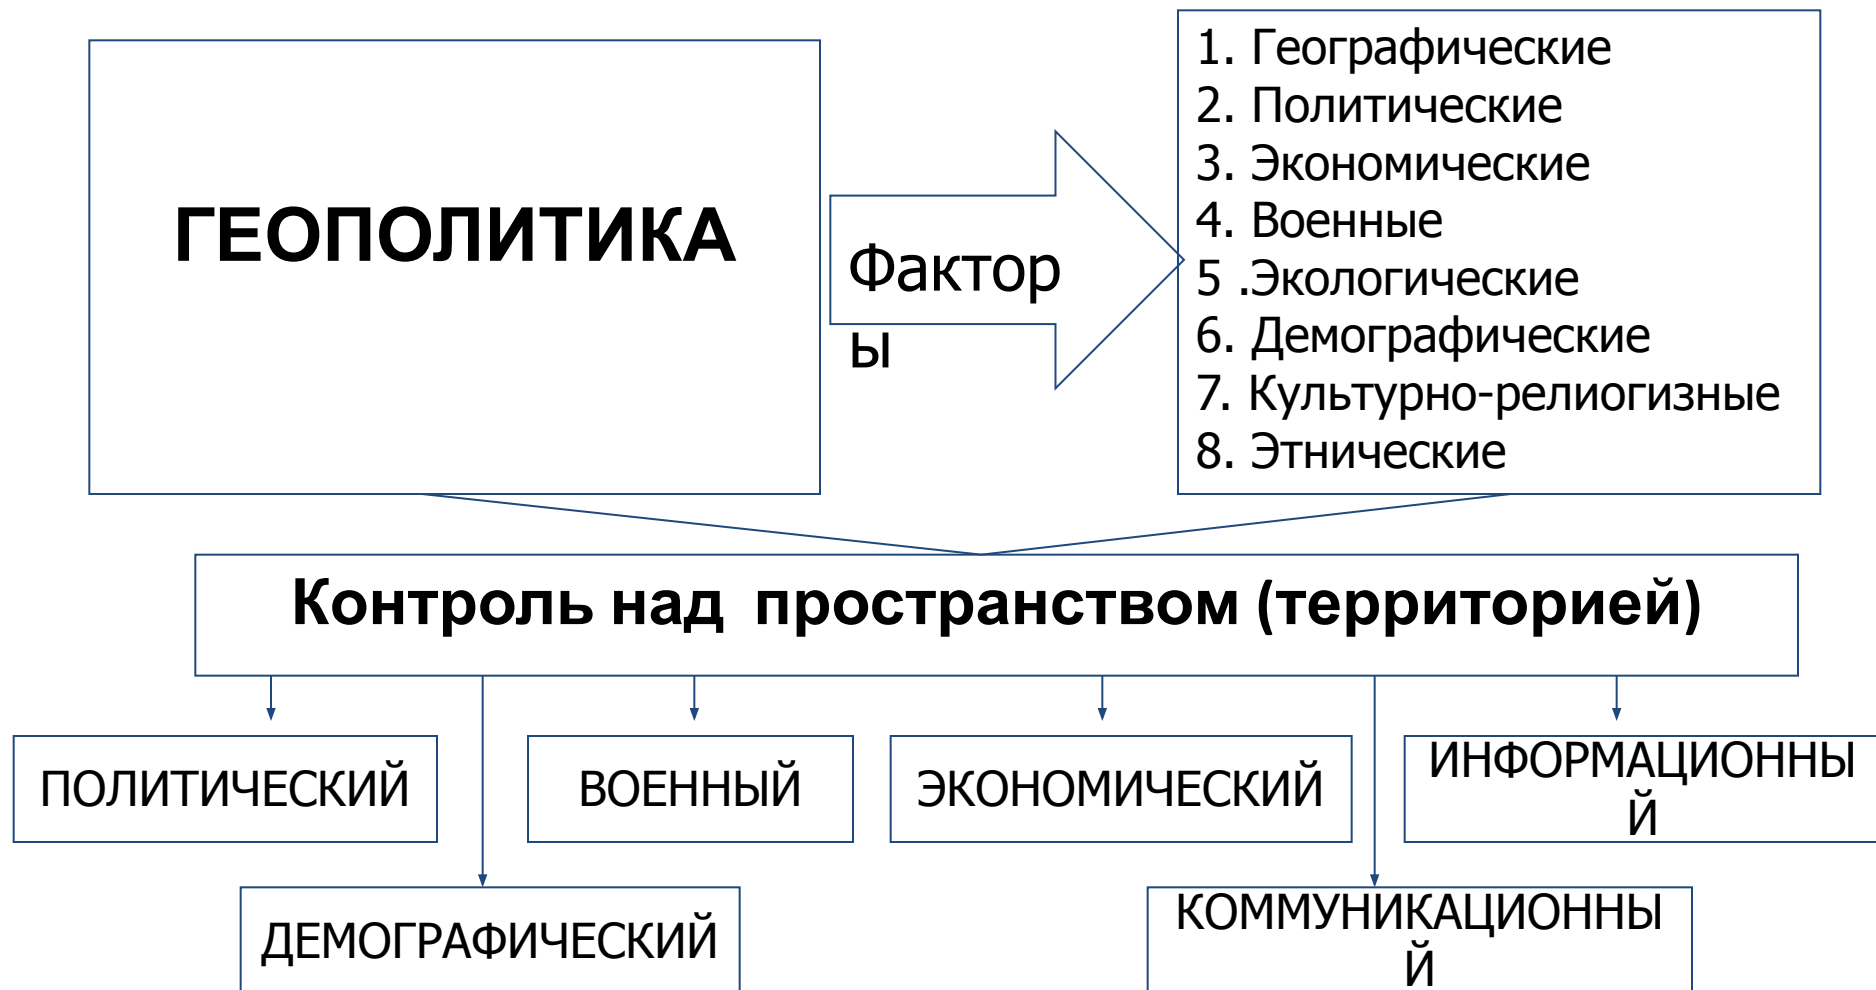 ГЕОПОЛИТИКА
Фактор
ы
1. Географические
2. Политические
3. Экономические
4. Военные
5 .Экологические
6. Демографические
7. Культурно-религизные
8. Этнические
Контроль над  пространством (территорией)
ПОЛИТИЧЕСКИЙ
ВОЕННЫЙ
ЭКОНОМИЧЕСКИЙ
ИНФОРМАЦИОННЫ
Й
ДЕМОГРАФИЧЕСКИЙ
КОММУНИКАЦИОННЫ
Й